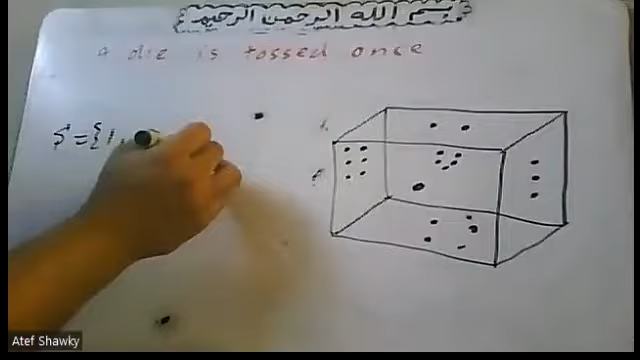 بسم الله الرحمن الرحيم
a die is tossed once
S={1,
Atef Shawky